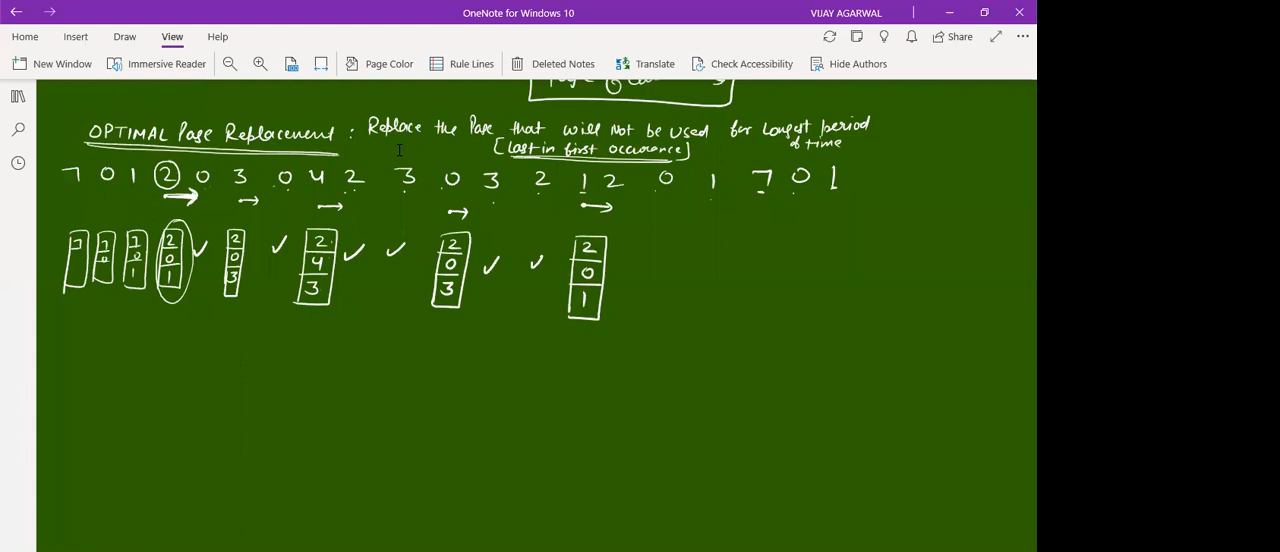 OneNote for Windows 10
VIJAY AGARWAL
Home Insert Draw View Help
Share
New Window Immersive Reader Page Color Rule Lines Deleted Notes Translate Check Accessibility Hide Authors
OPTIMAL Page Replacement : Replace the Page that will not be used for longest period of time
[last in first occurance]
7 0 1 2 0 3 0 4 2 3 0 3 2 1 2 0 1 7 0 1
7 7 7 2 2 2 2 2
0 0 0 0 4 0 0
1 1 3 3 3 1